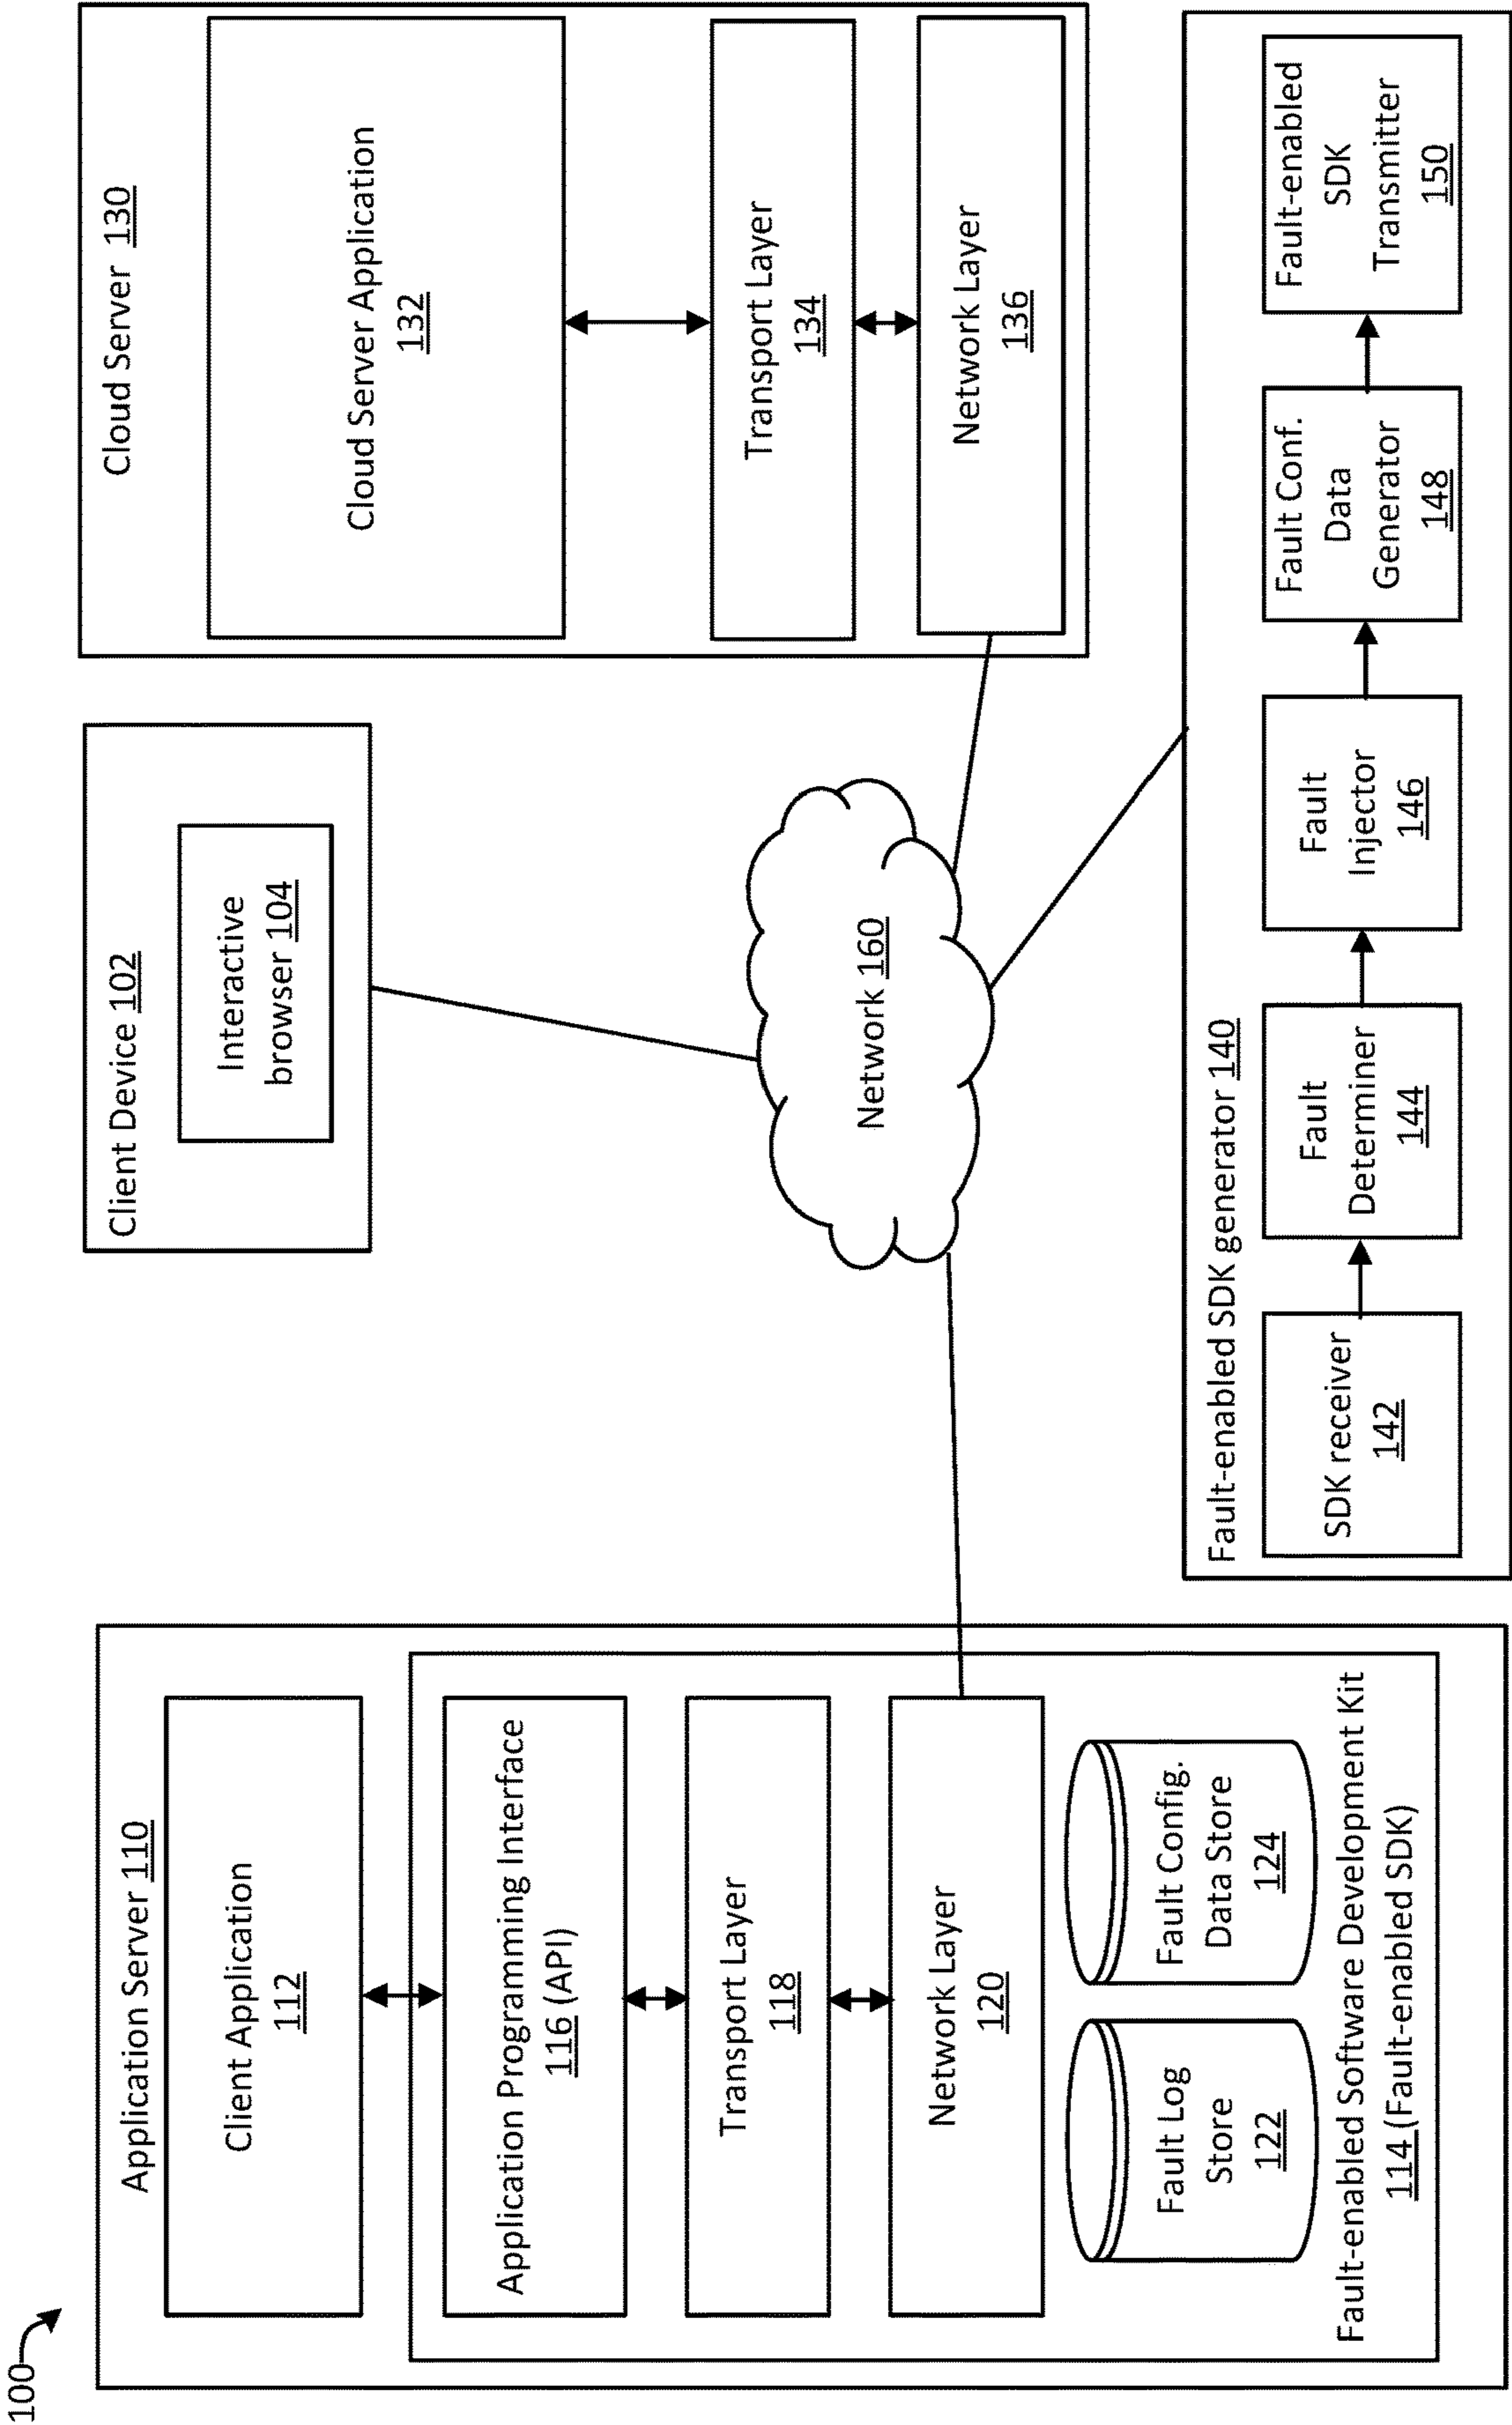 100
Application Server 110
Client Application
112
Application Programming Interface
116 (API)
Transport Layer
118
Network Layer
120
Fault Log
Store
122
Fault Config.
Data Store
124
Fault-enabled Software Development Kit
114 (Fault-enabled SDK)
Client Device 102
Interactive
browser 104
Network 160
Cloud Server 130
Cloud Server Application
132
Transport Layer
134
Network Layer
136
Fault-enabled SDK generator 140
SDK receiver
142
Fault
Determiner
144
Fault
Injector
146
Fault Conf.
Data
Generator
148
Fault-enabled
SDK
Transmitter
150